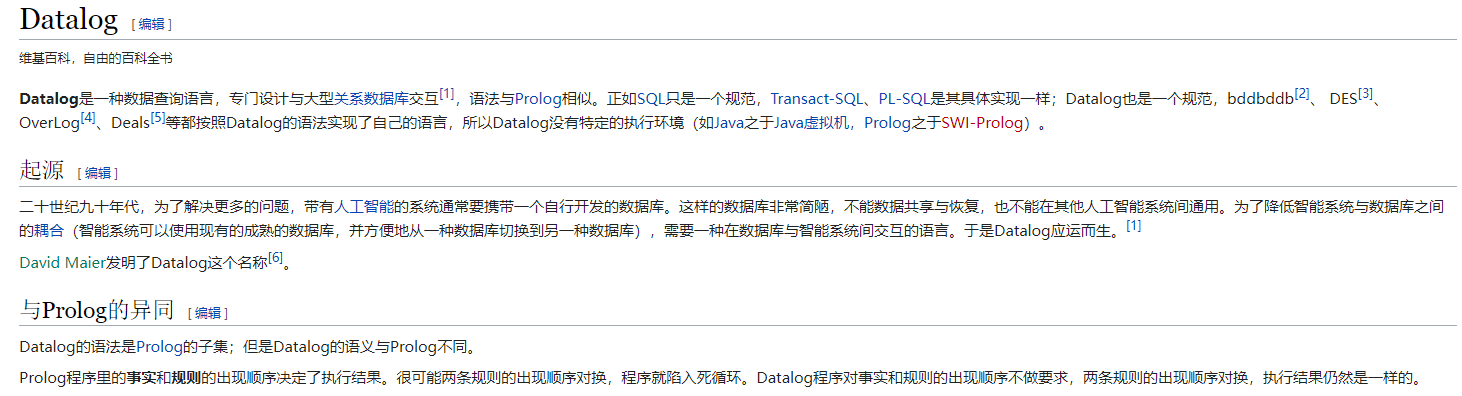 Datalog [ 编辑 ]
维基百科，自由的百科全书
Datalog是一种数据查询语言，专门设计与大型关系数据库交互[1]，语法与Prolog相似。正如SQL只是一个规范，Transact-SQL、PL-SQL是其具体实现一样；Datalog也是一个规范，bddbddb[2]、 DES[3]、
OverLog[4]、Deals[5]等都按照Datalog的语法实现了自己的语言，所以Datalog没有特定的执行环境（如Java之于Java虚拟机，Prolog之于SWI-Prolog）。
起源 [ 编辑 ]
二十世纪九十年代，为了解决更多的问题，带有人工智能的系统通常要携带一个自行开发的数据库。这样的数据库非常简陋，不能数据共享与恢复，也不能在其他人工智能系统间通用。为了降低智能系统与数据库之间
的耦合（智能系统可以使用现有的成熟的数据库，并方便地从一种数据库切换到另一种数据库），需要一种在数据库与智能系统间交互的语言。于是Datalog应运而生。[1]
David Maier发明了Datalog这个名称[6]。
与Prolog的异同 [ 编辑 ]
Datalog的语法是Prolog的子集；但是Datalog的语义与Prolog不同。
Prolog程序里的事实和规则的出现顺序决定了执行结果。很可能两条规则的出现顺序对换，程序就陷入死循环。Datalog程序对事实和规则的出现顺序不做要求，两条规则的出现顺序对换，执行结果仍然是一样的。